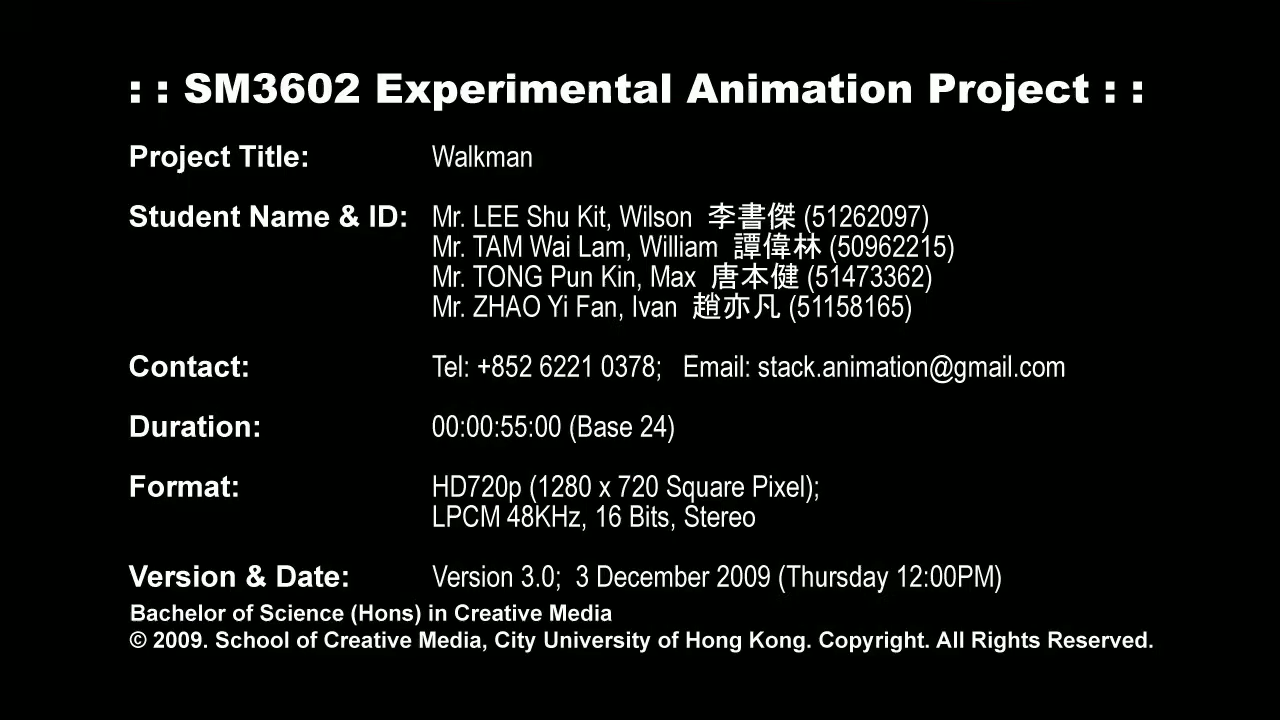 : : SM3602 Experimental Animation Project : :
Project Title: Walkman
Student Name & ID: Mr. LEE Shu Kit, Wilson 李書傑 (51262097)
Mr. TAM Wai Lam, William 譚偉林 (50962215)
Mr. TONG Pun Kin, Max 唐本健 (51473362)
Mr. ZHAO Yi Fan, Ivan 趙亦凡 (51158165)
Contact: Tel: +852 6221 0378; Email: stack.animation@gmail.com
Duration: 00:00:55:00 (Base 24)
Format: HD720p (1280 x 720 Square Pixel);
LPCM 48KHz, 16 Bits, Stereo
Version & Date: Version 3.0; 3 December 2009 (Thursday 12:00PM)
Bachelor of Science (Hons) in Creative Media
© 2009. School of Creative Media, City University of Hong Kong. Copyright. All Rights Reserved.